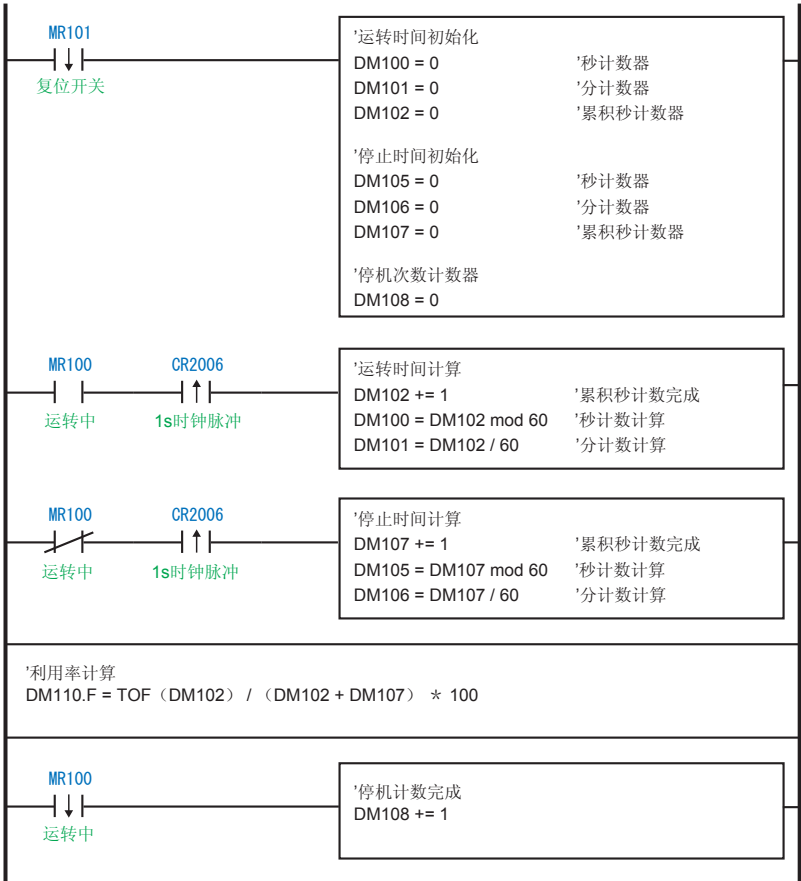 MR101
复位开关
'运转时间初始化
DM100 = 0 '秒计数器
DM101 = 0 '分计数器
DM102 = 0 '累积秒计数器
'停止时间初始化
DM105 = 0 '秒计数器
DM106 = 0 '分计数器
DM107 = 0 '累积秒计数器
'停机次数计数器
DM108 = 0
MR100 CR2006
运转中 1s时钟脉冲
'运转时间计算
DM102 += 1 '累积秒计数完成
DM100 = DM102 mod 60 '秒计数计算
DM101 = DM102 / 60 '分计数计算
MR100 CR2006
运转中 1s时钟脉冲
'停止时间计算
DM107 += 1 '累积秒计数完成
DM105 = DM107 mod 60 '秒计数计算
DM106 = DM107 / 60 '分计数计算
'利用率计算
DM110.F = TOF（DM102） / （DM102 + DM107） ＊ 100
MR100
运转中
'停机计数完成
DM108 += 1